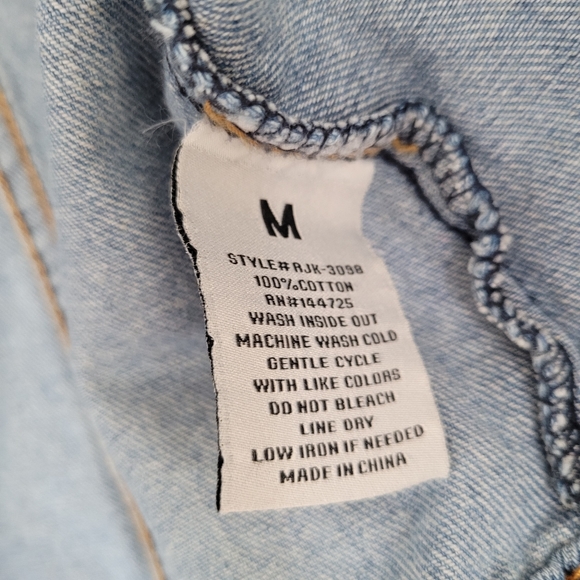 M
STYLE#RJK-3098
100%COTTON
RN#144725
WASH INSIDE OUT
MACHINE WASH COLD
GENTLE CYCLE
WITH LIKE COLORS
DO NOT BLEACH
LINE DRY
LOW IRON IF NEEDED
MADE IN CHINA